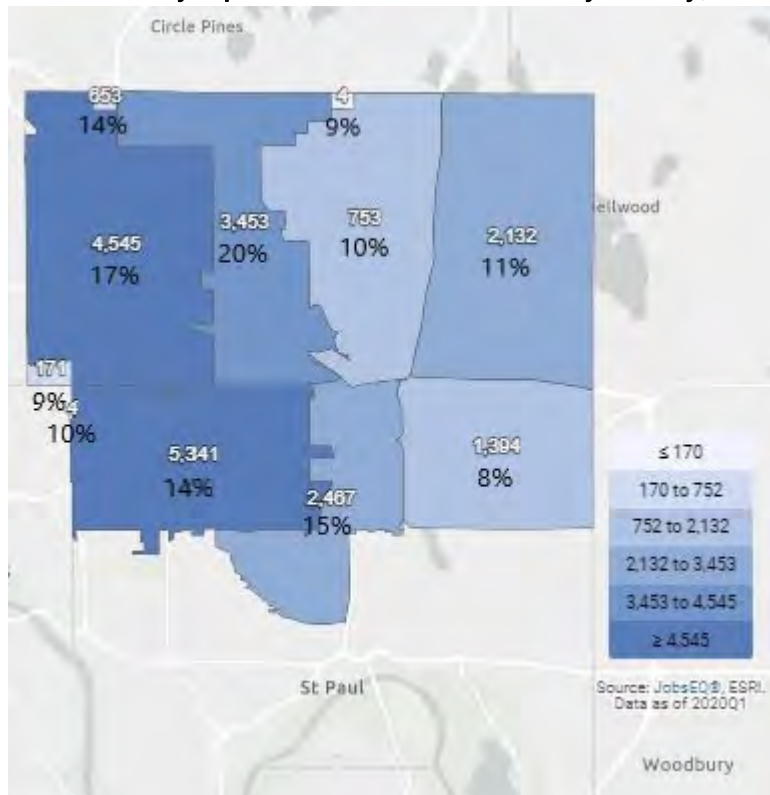 Circle Pines
653
14%
4
9%
ellwood
3,453
20%
753
10%
2,132
11%
4,545
17%
171
9%
4
10%
5,341
14%
1,394
8%
2,467
15%
≤ 170
170 to 752
752 to 2,132
2,132 to 3,453
3,453 to 4,545
≥ 4,545
St Paul
Source: JobsEQ®, ESRI.
Data as of 2020Q1
Woodbury